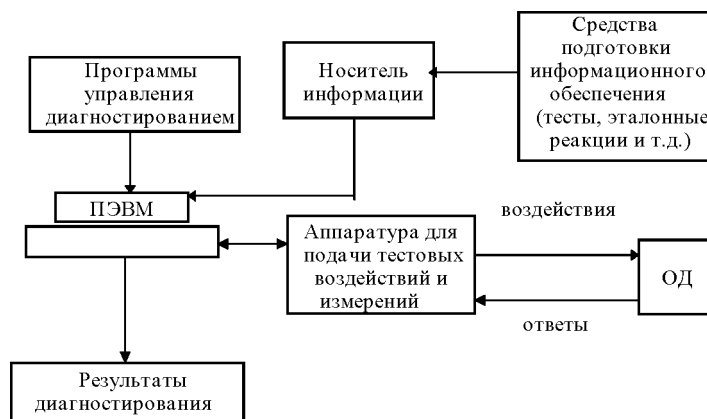 Программы
управления
диагностированием
Носитель
информации
Средства
подготовки
информационного
обеспечения
(тесты, эталонные
реакции и т.д.)
ПЭВМ
Аппаратура для
подачи тестовых
воздействий и
измерений
воздействия
ОД
ответы
Результаты
диагностирования